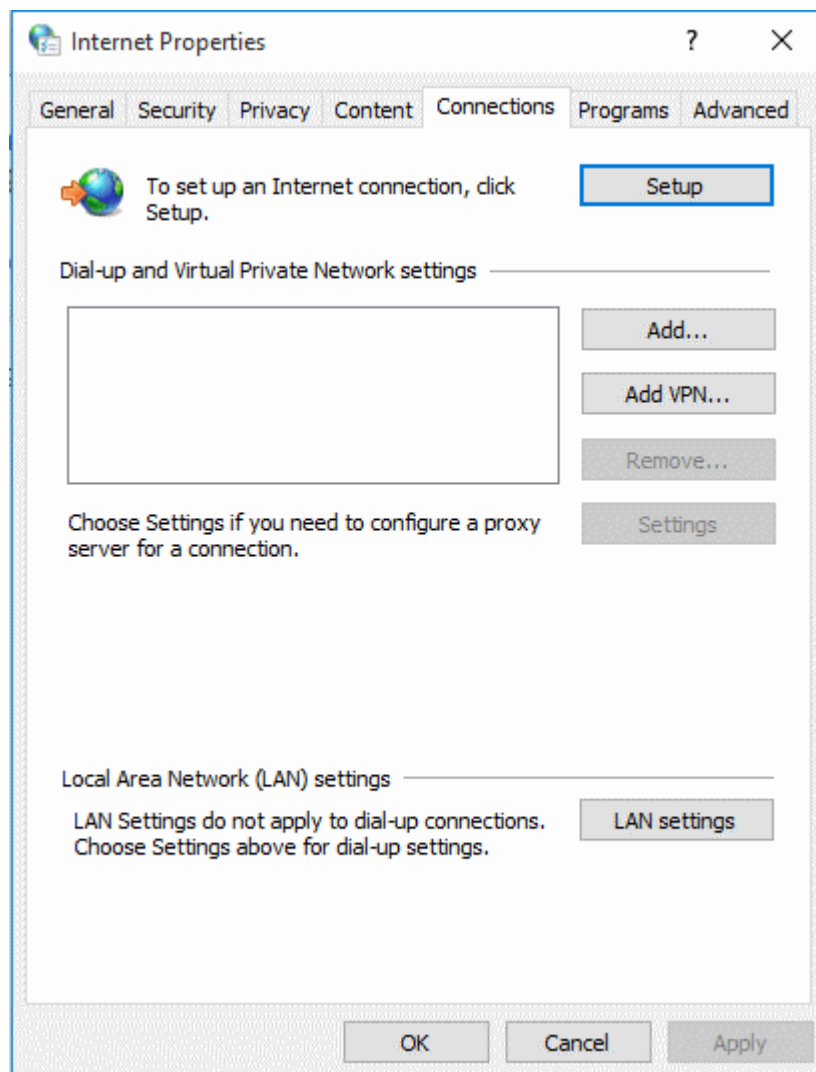 Internet Properties
? 
General Security Privacy Content Connections Programs Advanced
To set up an Internet connection, click
Setup.
Setup
Dial-up and Virtual Private Network settings
Add...
Add VPN...
Remove...
Choose Settings if you need to configure a proxy
server for a connection.
Settings
Local Area Network (LAN) settings
LAN Settings do not apply to dial-up connections.
Choose Settings above for dial-up settings.
LAN settings
OK Cancel Apply